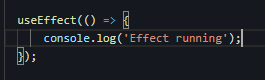 useEffect(() => {
    console.log('Effect running');
});